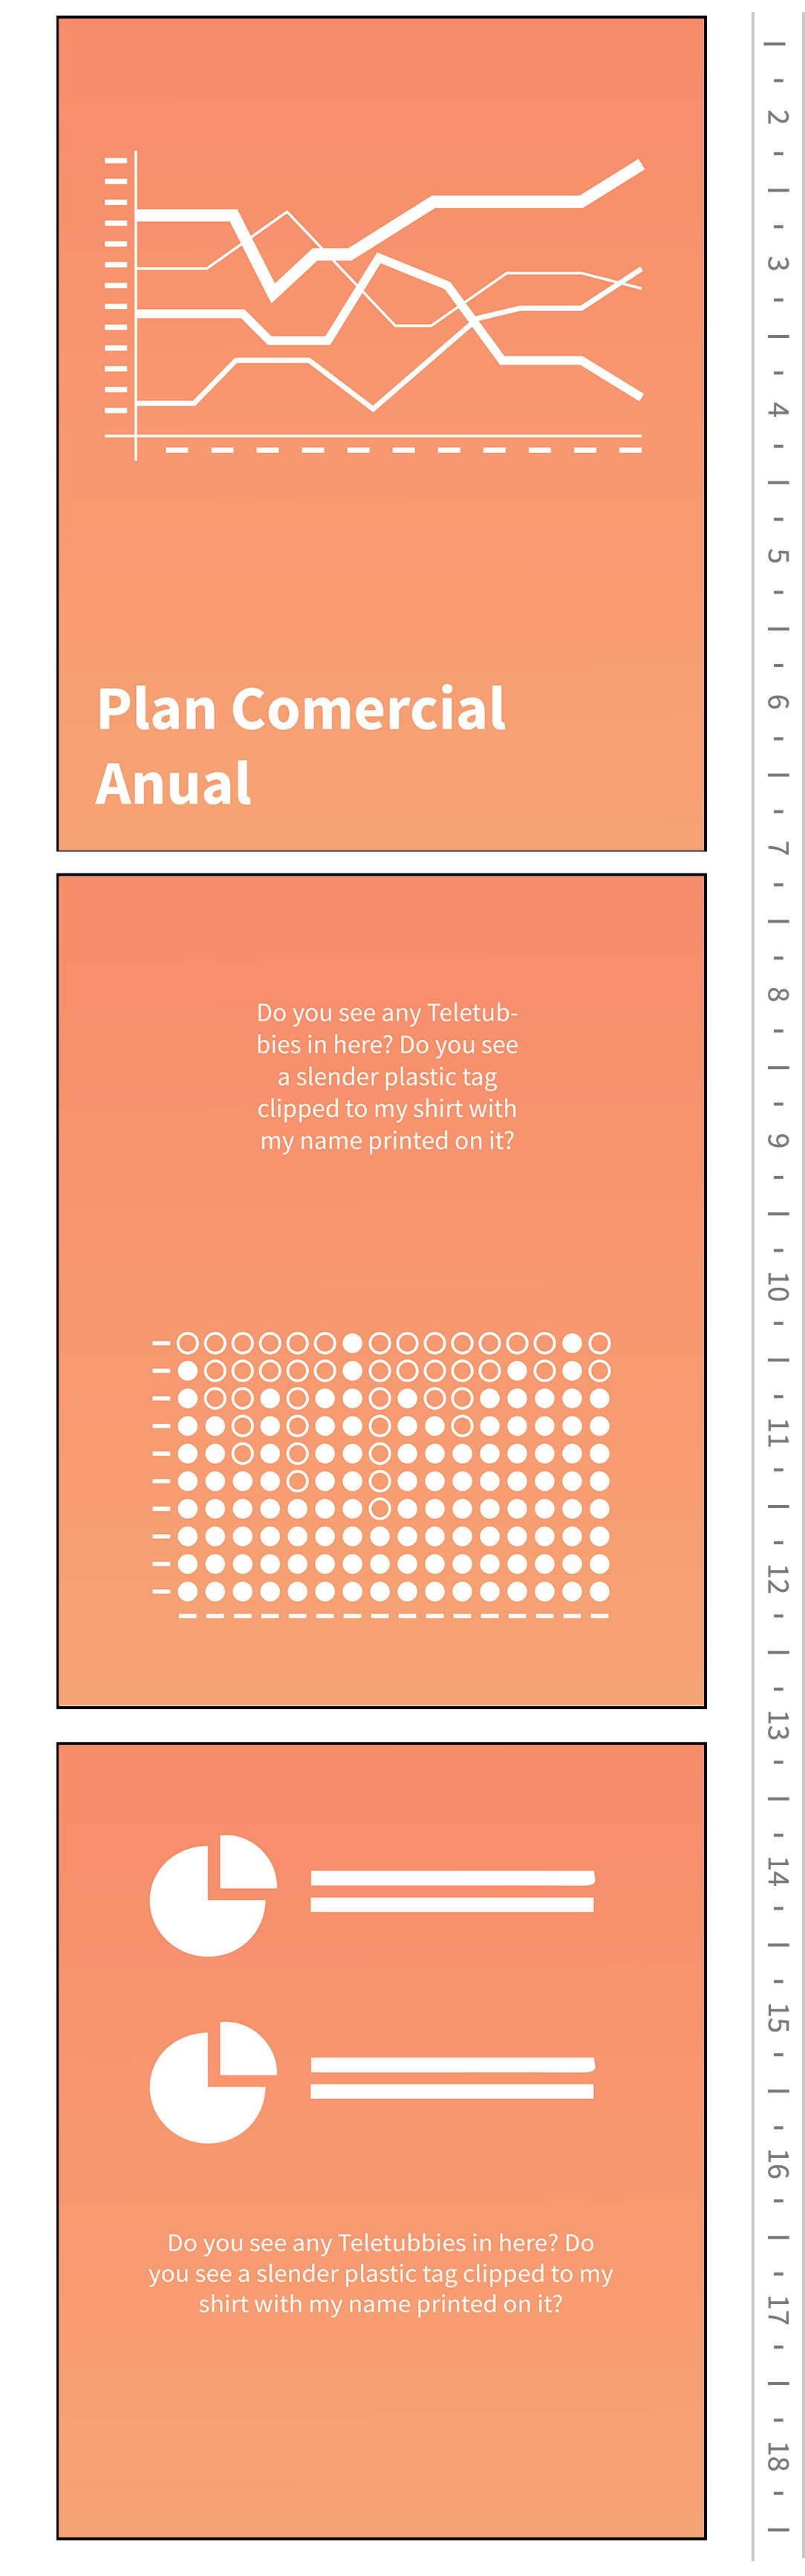 Plan Comercial
Anual
Do you see any Teletub-
bies in here? Do you see
a slender plastic tag
clipped to my shirt with
my name printed on it?
Do you see any Teletubbies in here? Do
you see a slender plastic tag clipped to my
shirt with my name printed on it?
2
3
4
5
6
7
8
9
10
11
12
13
14
15
16
17
18